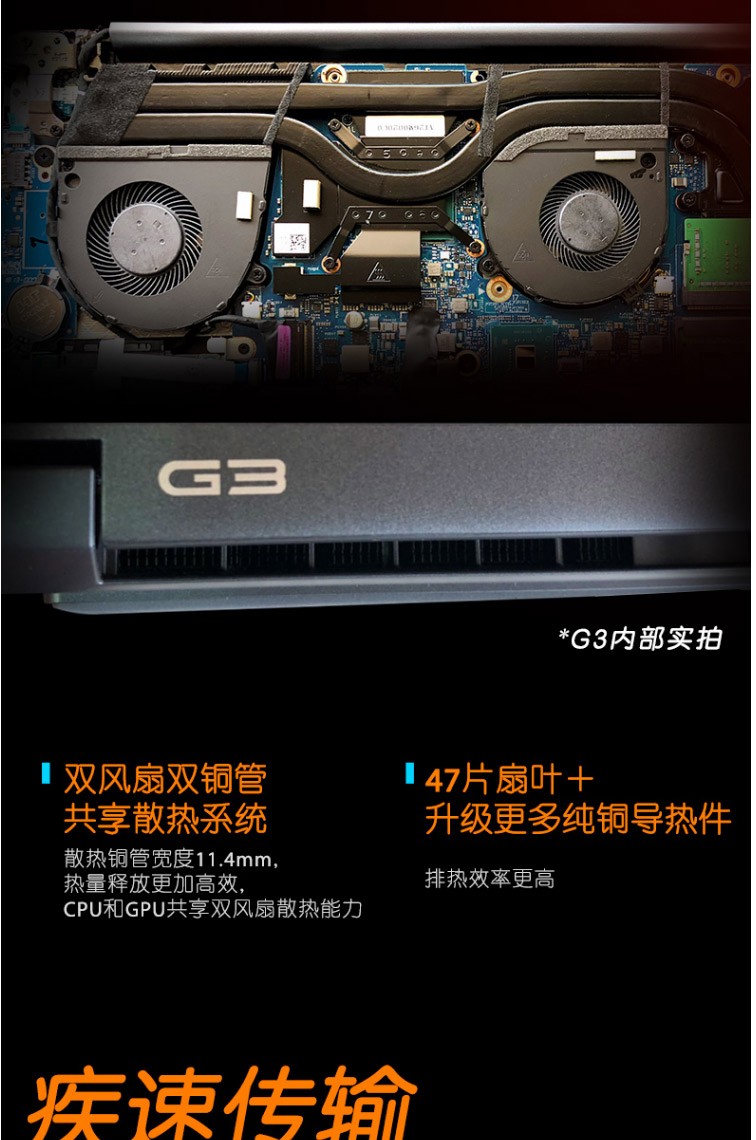 G3
*G3内部实拍
双风扇双铜管
共享散热系统
散热铜管宽度11.4mm，
热量释放更加高效，
CPU和GPU共享双风扇散热能力
47片扇叶＋
升级更多纯铜导热件
排热效率更高
疾速传输